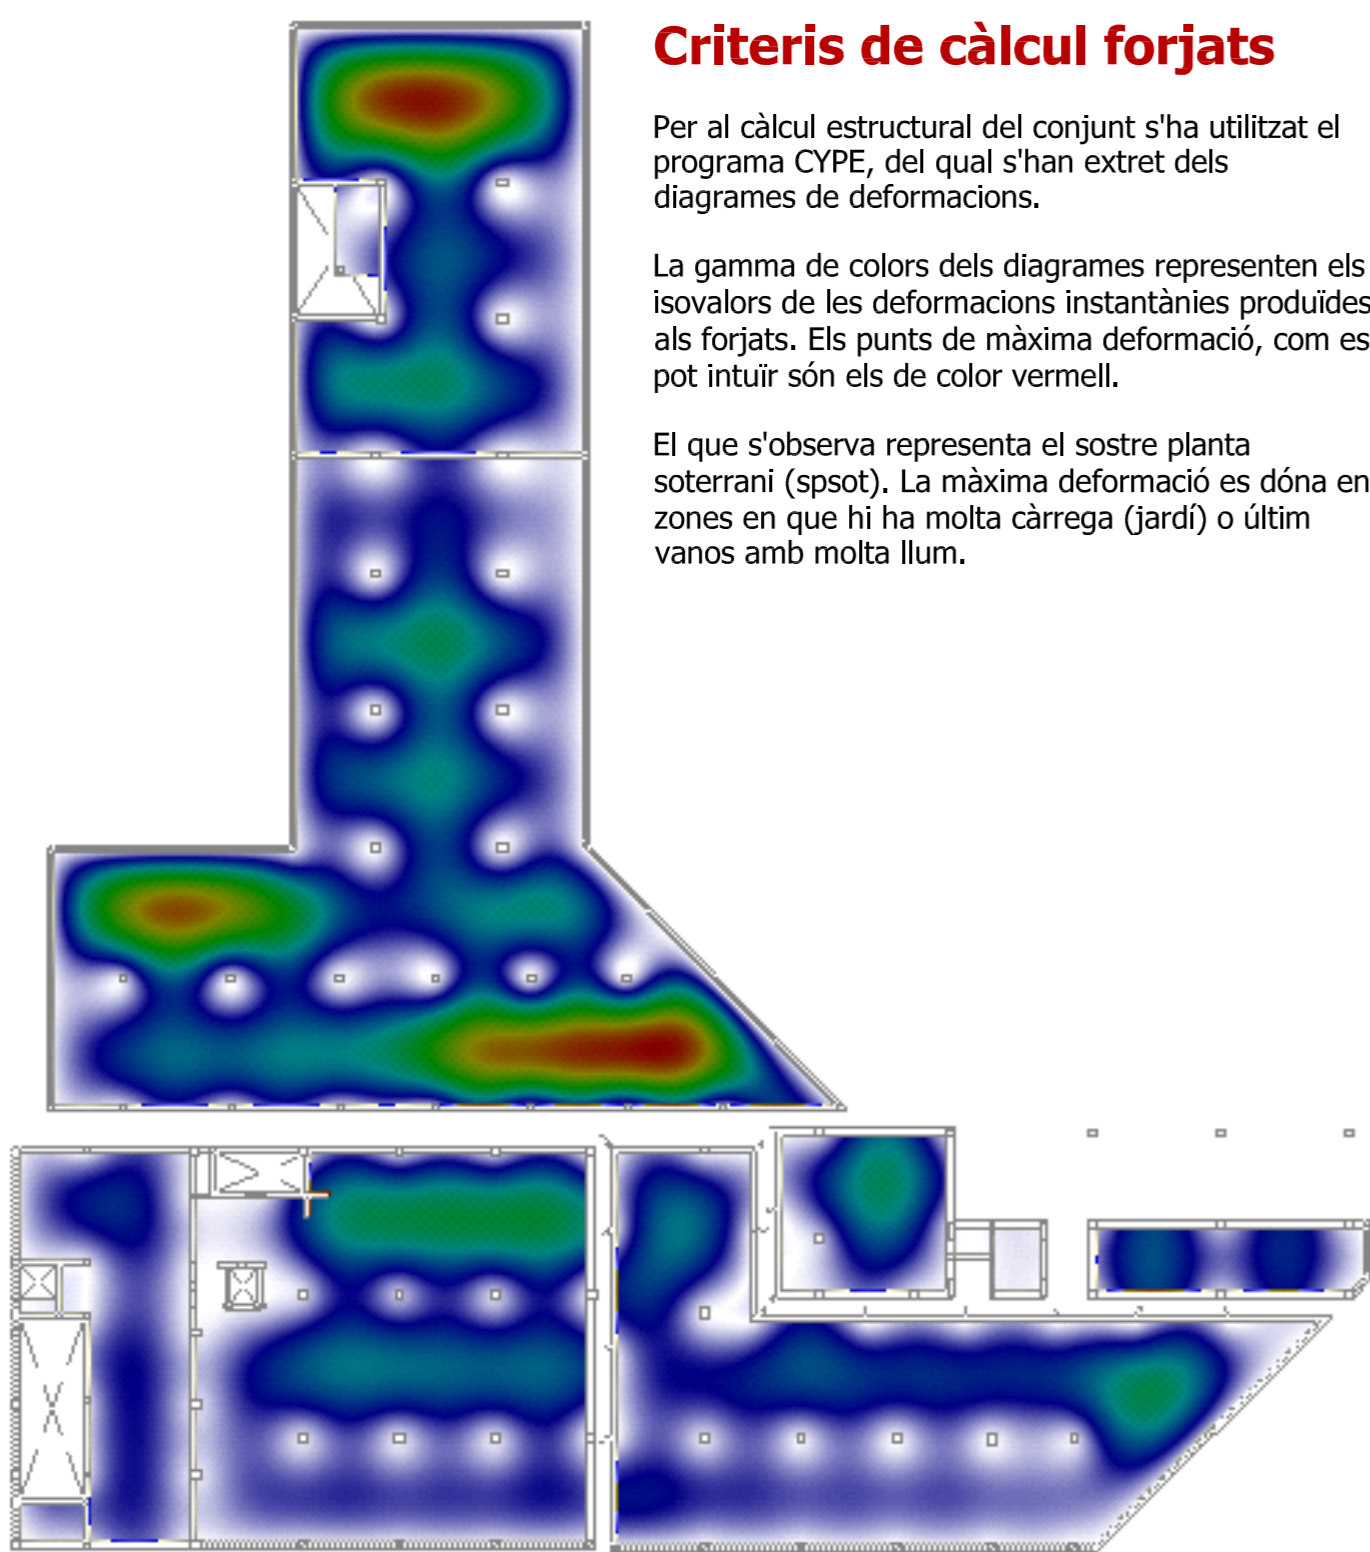 Criteris de càlcul forjats
Per al càlcul estructural del conjunt s'ha utilitzat el
programa CYPE, del qual s'han extret dels
diagrames de deformacions.
La gamma de colors dels diagrames representen els
isovalors de les deformacions instantànies produïdes
als forjats. Els punts de màxima deformació, com es
pot intuïr són els de color vermell.
El que s'observa representa el sostre planta
soterrani (spsot). La màxima deformació es dóna en
zones en que hi ha molta càrrega (jardí) o últim
vanos amb molta llum.